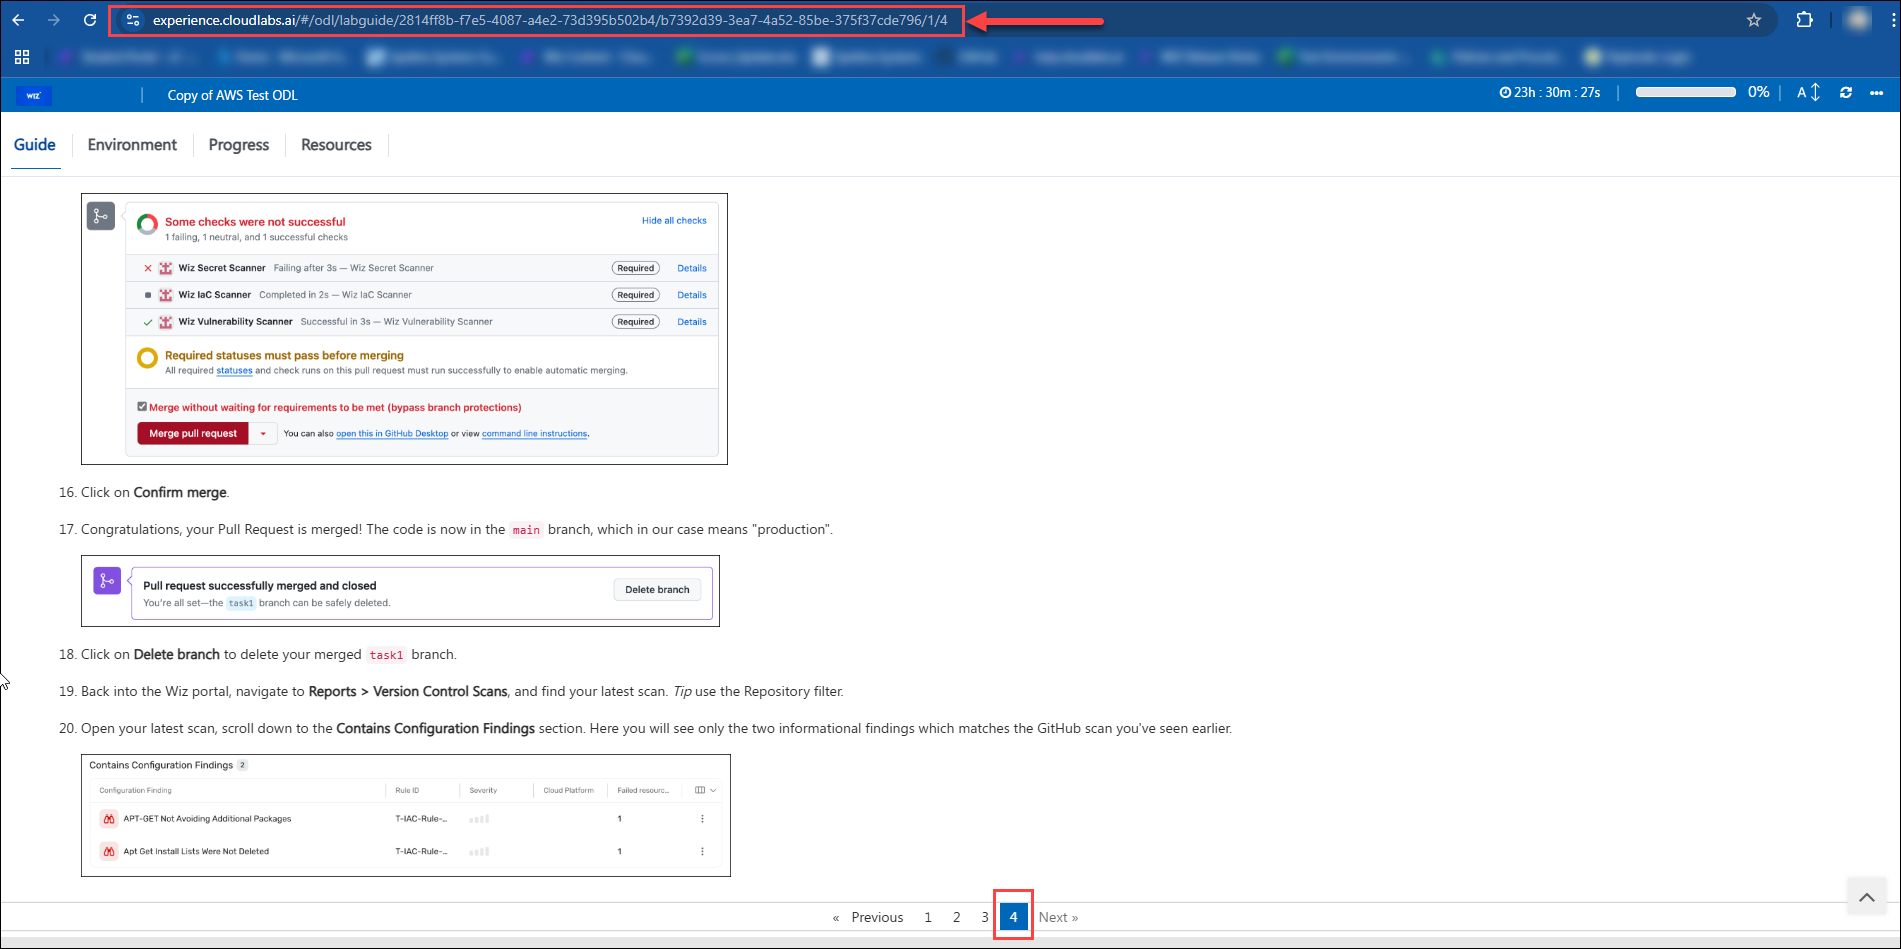 experience.cloudlabs.ai/#/odl/labguide/2814ff8b-f7e5-4087-a4e2-73d395b502b4/b7392d39-3ea7-4a52-85be-375f37cde796/1/4
WIZ
Copy of AWS Test ODL
23h : 30m : 27s
0%
A
Guide Environment Progress Resources
Some checks were not successful
Hide all checks
1 failing, 1 neutral, and 1 successful checks
Wiz Secret Scanner Failing after 3s — Wiz Secret Scanner Required Details
Wiz IaC Scanner Completed in 2s — Wiz IaC Scanner Required Details
Wiz Vulnerability Scanner Successful in 3s — Wiz Vulnerability Scanner Required Details
Required statuses must pass before merging
All required statuses and check runs on this pull request must run successfully to enable automatic merging.
Merge without waiting for requirements to be met (bypass branch protections)
Merge pull request You can also open this in GitHub Desktop or view command line instructions.
16. Click on Confirm merge.
17. Congratulations, your Pull Request is merged! The code is now in the main branch, which in our case means "production".
Pull request successfully merged and closed
Delete branch
You're all set—the task1 branch can be safely deleted.
18. Click on Delete branch to delete your merged task1 branch.
19. Back into the Wiz portal, navigate to Reports > Version Control Scans, and find your latest scan. Tip use the Repository filter.
20. Open your latest scan, scroll down to the Contains Configuration Findings section. Here you will see only the two informational findings which matches the GitHub scan you've seen earlier.
Contains Configuration Findings 2
Configuration Finding Rule ID Severity Cloud Platform Failed resourc...
APT-GET Not Avoiding Additional Packages T-IAC-Rule-... 1
Apt Get Install Lists Were Not Deleted T-IAC-Rule-... 1
« Previous 1 2 3 4 Next »